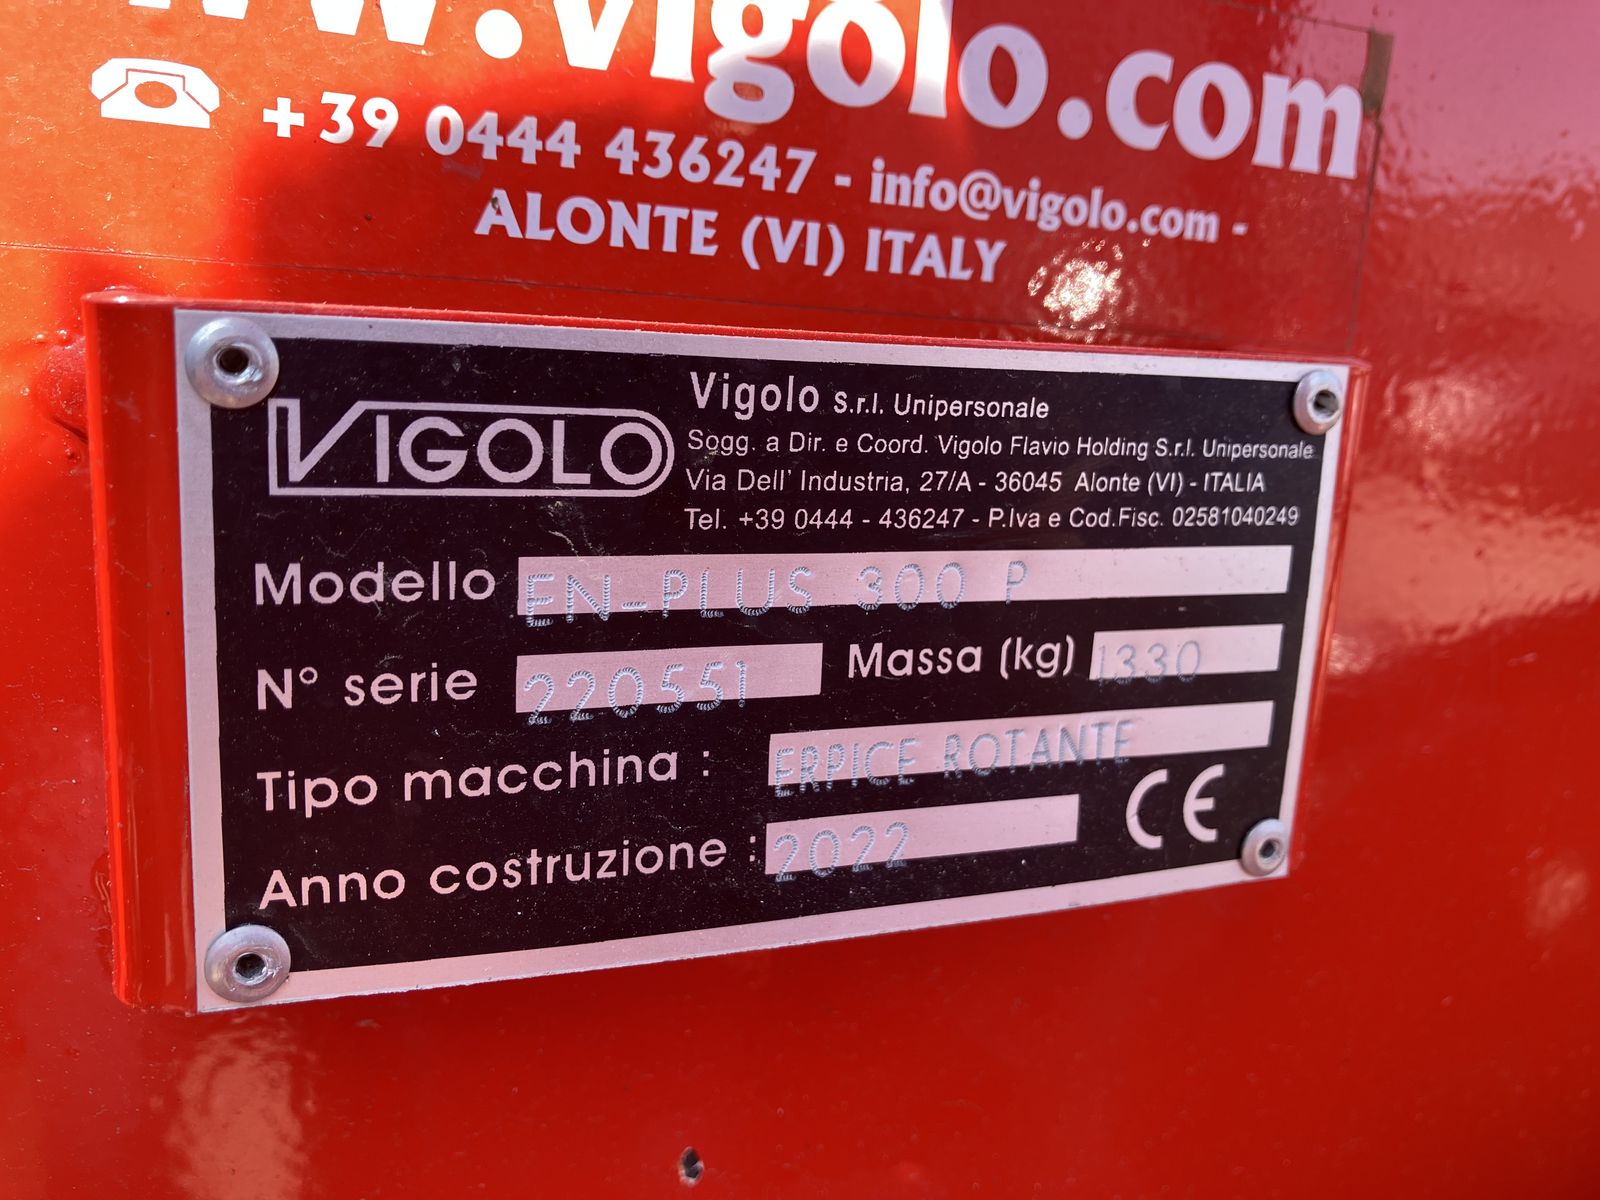 www.vigolo.com
+39 0444 436247 - info@vigolo.com -
ALONTE (VI) ITALY
VIGOLO
Vigolo S.r.l. Unipersonale
Sogg. a Dir. e Coord. Vigolo Flavio Holding S.r.l. Unipersonale
Via Dell' Industria, 27/A - 36045 Alonte (VI) - ITALIA
Tel. +39 0444 - 436247 - P.Iva e Cod.Fisc. 02581040249
Modello EN-PLUS 300 P
N° serie 220551 Massa (kg) 1330
Tipo macchina : ERPICE ROTANTE
Anno costruzione : 2022 CE